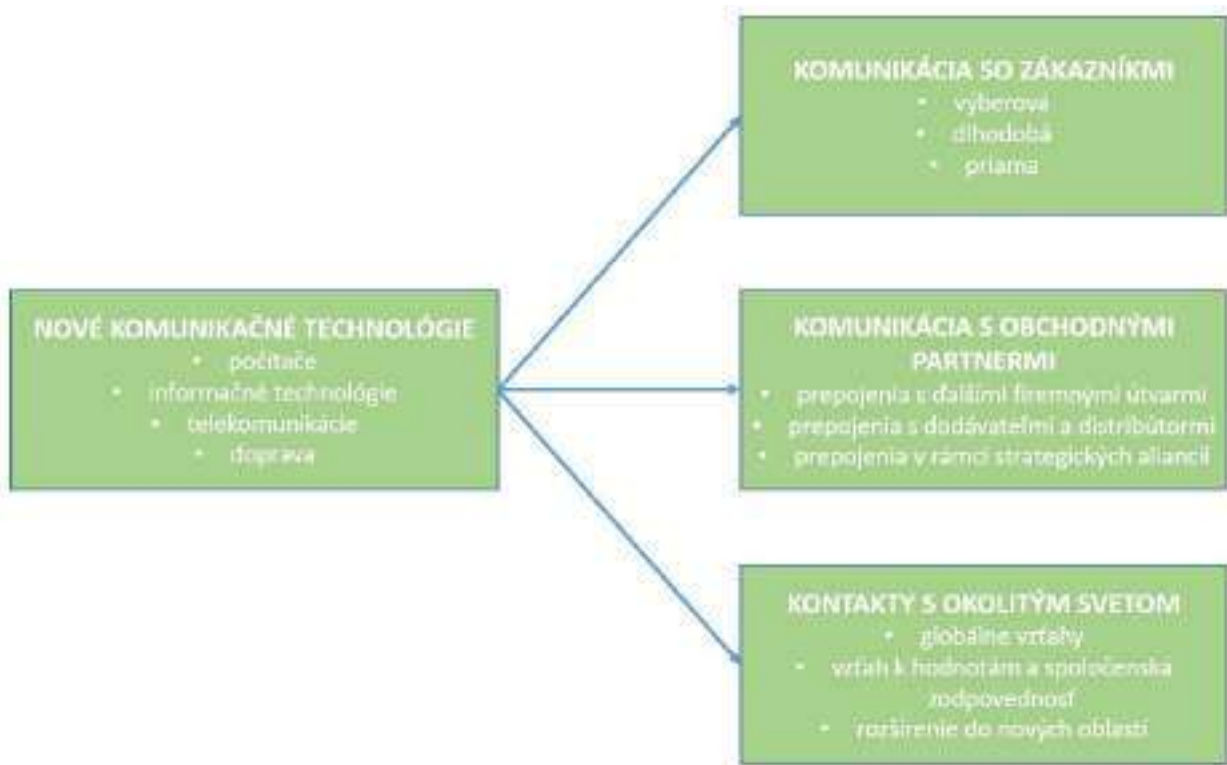 KOMUNIKÁCIA SO ZÁKAZNÍKMI
• výberová
• dlhodobá
• priama
NOVÉ KOMUNIKAČNÉ TECHNOLÓGIE
• počítače
• informačné technológie
• telekomunikácie
• doprava
KOMUNIKÁCIA S OBCHODNÝMI
PARTNERMI
• prepojenia s ďalšími firemnými útvarmi
• prepojenia s dodávateľmi a distribútormi
• prepojenia v rámci strategických aliancií
KONTAKTY S OKOLITÝM SVETOM
• globálne vzťahy
• vzťah k hodnotám a spoločenská
zodpovednosť
• rozšírenie do nových oblastí